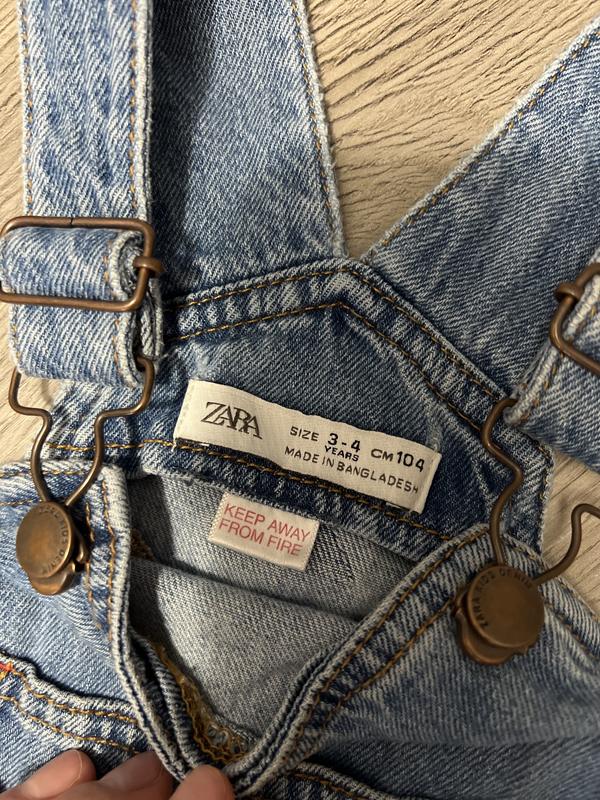 ZARA
SIZE 3-4 CM 104
YEARS
MADE IN BANGLADESH
KEEP AWAY
FROM FIRE